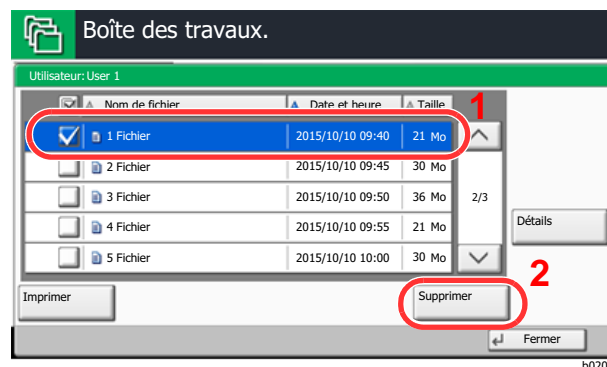 Boîte des travaux.
Utilisateur: User 1
Nom de fichier Date et heure Taille 1
1 Fichier 2015/10/10 09:40 21 Mo
2 Fichier 2015/10/10 09:45 30 Mo
3 Fichier 2015/10/10 09:50 36 Mo 2/3
4 Fichier 2015/10/10 09:55 21 Mo
Détails
5 Fichier 2015/10/10 10:00 30 Mo
2
Imprimer Supprimer
Fermer